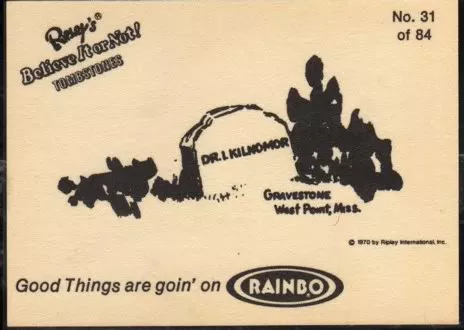 Ripley's®
Believe It or Not!
TOMBSTONES
No. 31
of 84
DR. I. KILNOMOR
GRAVESTONE
West Point, Miss.
© 1970 by Ripley International, Inc.
Good Things are goin' on RAINBO